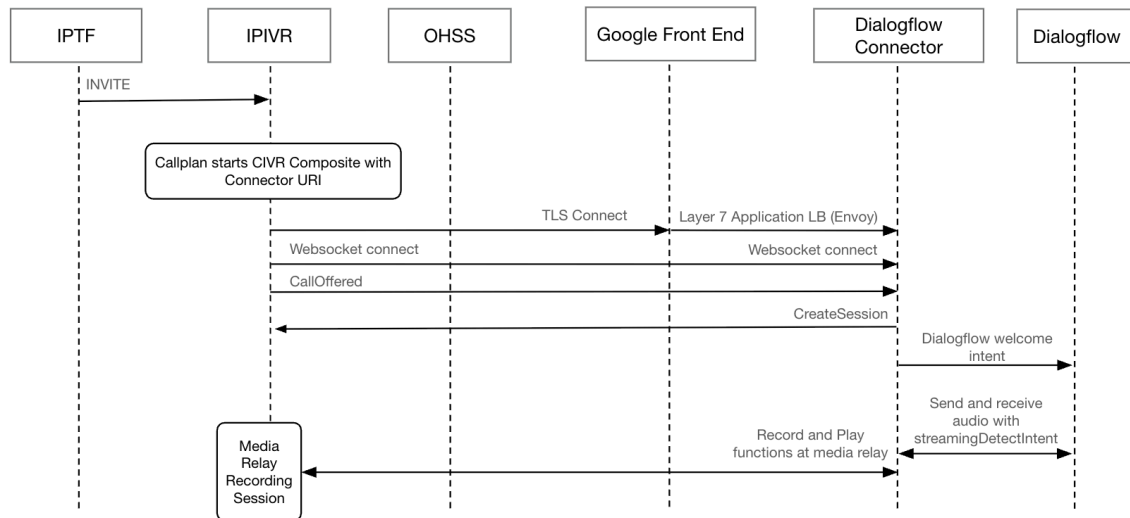 IPTF
IPIVR
OHSS
Google Front End
Dialogflow
Connector
Dialogflow
INVITE
Callplan starts CIVR Composite with
Connector URI
TLS Connect
Layer 7 Application LB (Envoy)
Websocket connect
Websocket connect
CallOffered
CreateSession
Dialogflow welcome
intent
Send and receive
audio with
streamingDetectIntent
Media
Relay
Recording
Session
Record and Play
functions at media relay